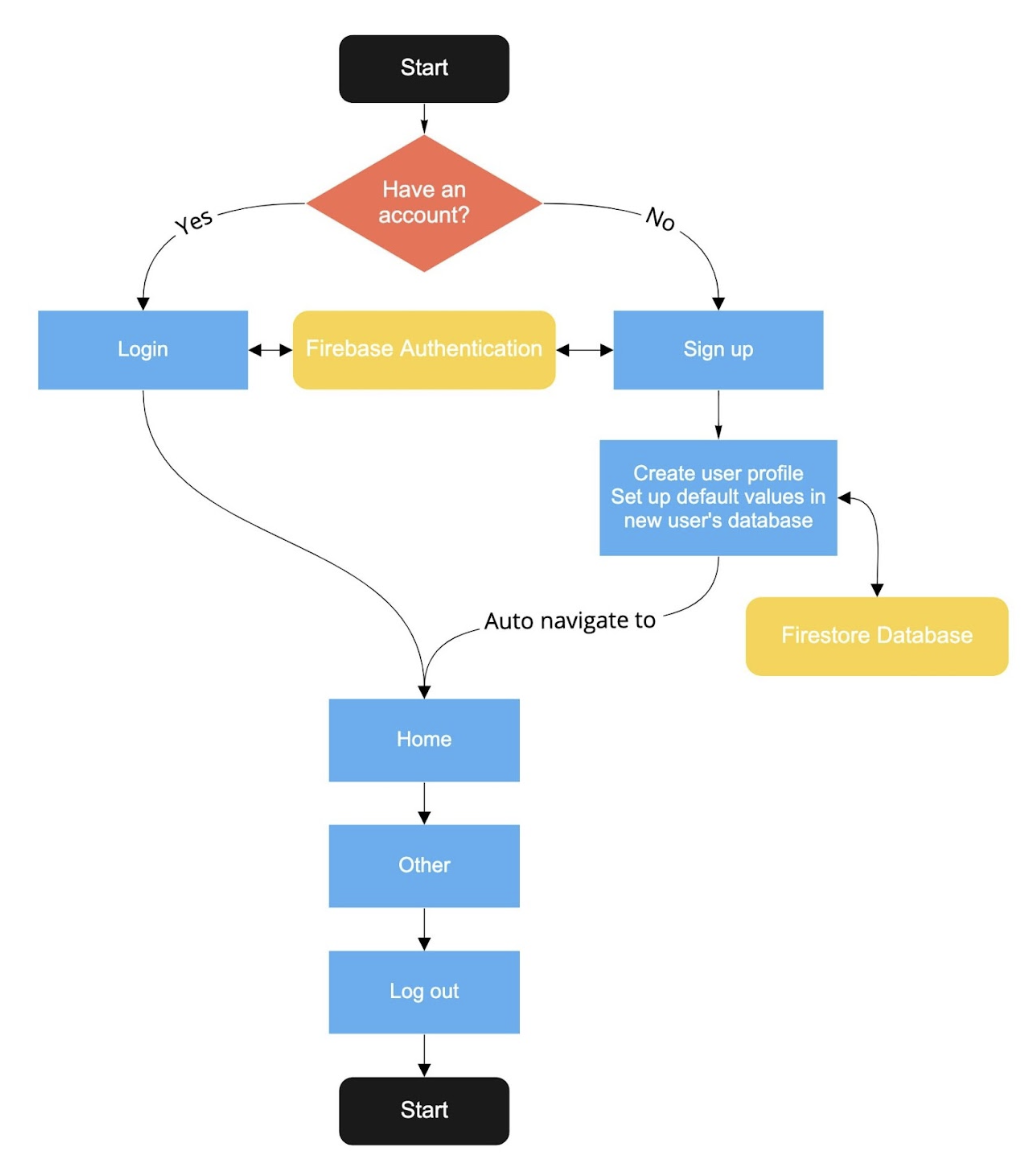 Start
Have an
account?
Yes
No
Login
Firebase Authentication
Sign up
Create user profile
Set up default values in
new user's database
Auto navigate to
Firestore Database
Home
Other
Log out
Start